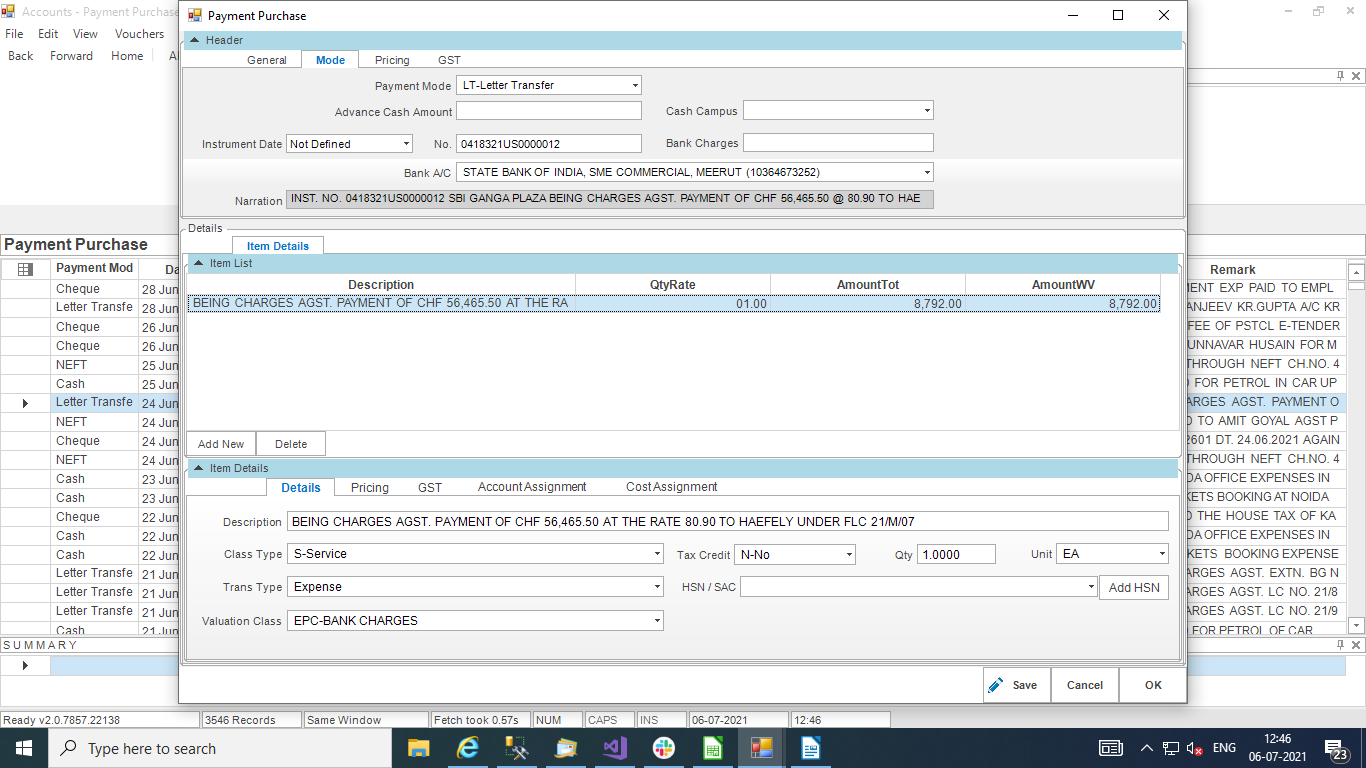 Accounts - Payment Purchase
Payment Purchase
File Edit View Vouchers
Back Forward Home
Header
General Mode Pricing GST
Payment Mode LT-Letter Transfer
Advance Cash Amount Cash Campus
Instrument Date Not Defined No. 0418321US0000012 Bank Charges
Bank A/C STATE BANK OF INDIA, SME COMMERCIAL, MEERUT (10364673252)
Narration INST. NO. 0418321US0000012 SBI GANGA PLAZA BEING CHARGES AGST. PAYMENT OF CHF 56,465.50 @ 80.90 TO HAE
Details
Item Details
Item List
Description QtyRate AmountTot AmountWV
BEING CHARGES AGST. PAYMENT OF CHF 56,465.50 AT THE RA 01.00 8,792.00 8,792.00
Add New Delete
Item Details
Details Pricing GST Account Assignment Cost Assignment
Description BEING CHARGES AGST. PAYMENT OF CHF 56,465.50 AT THE RATE 80.90 TO HAEFELY UNDER FLC 21/M/07
Class Type S-Service Tax Credit N-No Qty 1.0000 Unit EA
Trans Type Expense HSN / SAC Add HSN
Valuation Class EPC-BANK CHARGES
Save Cancel OK
Payment Purchase
Payment Mod Da
Cheque 28 Jun
Letter Transfe 28 Jun
Cheque 26 Jun
Cheque 26 Jun
NEFT 25 Jun
Cash 25 Jun
Letter Transfe 24 Jun
NEFT 24 Jun
Cheque 24 Jun
NEFT 24 Jun
Cash 23 Jun
Cash 23 Jun
Cheque 22 Jun
Cash 22 Jun
Cash 22 Jun
Letter Transfe 21 Jun
Letter Transfe 21 Jun
Letter Transfe 21 Jun
Cash 21 Jun
Remark
MENT EXP PAID TO EMPL
ANJEEV KR.GUPTA A/C KR
FEE OF PSTCL E-TENDER
UNNAVAR HUSAIN FOR M
THROUGH NEFT CH.NO. 4
FOR PETROL IN CAR UP
ARGES AGST. PAYMENT O
TO AMIT GOYAL AGST P
2601 DT. 24.06.2021 AGAIN
THROUGH NEFT CH.NO. 4
DA OFFICE EXPENSES IN
KETS BOOKING AT NOIDA
THE HOUSE TAX OF KA
DA OFFICE EXPENSES IN
KETS BOOKING EXPENSE
ARGES AGST. EXTN. BG N
ARGES AGST. LC NO. 21/8
ARGES AGST. LC NO. 21/9
FOR PETROL OF CAR
SUMMARY
Ready v2.0.7857.22138 3546 Records Same Window Fetch took 0.57s NUM CAPS INS 06-07-2021 12:46
Type here to search ENG 12:46
06-07-2021 23